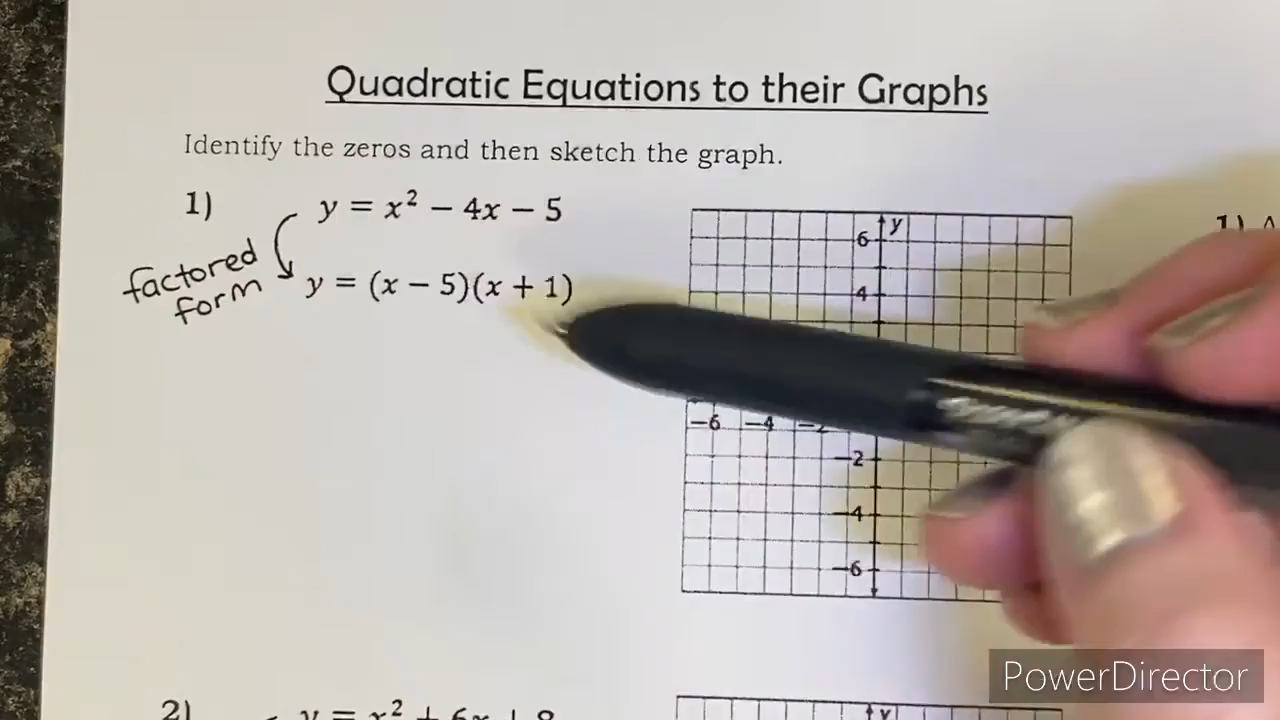 Quadratic Equations to their Graphs
Identify the zeros and then sketch the graph.
1) y = x² − 4x − 5
factored form
y = (x − 5)(x + 1)
y
6
4
−6 −4 −2
−2
−4
−6
2)
y
PowerDirector